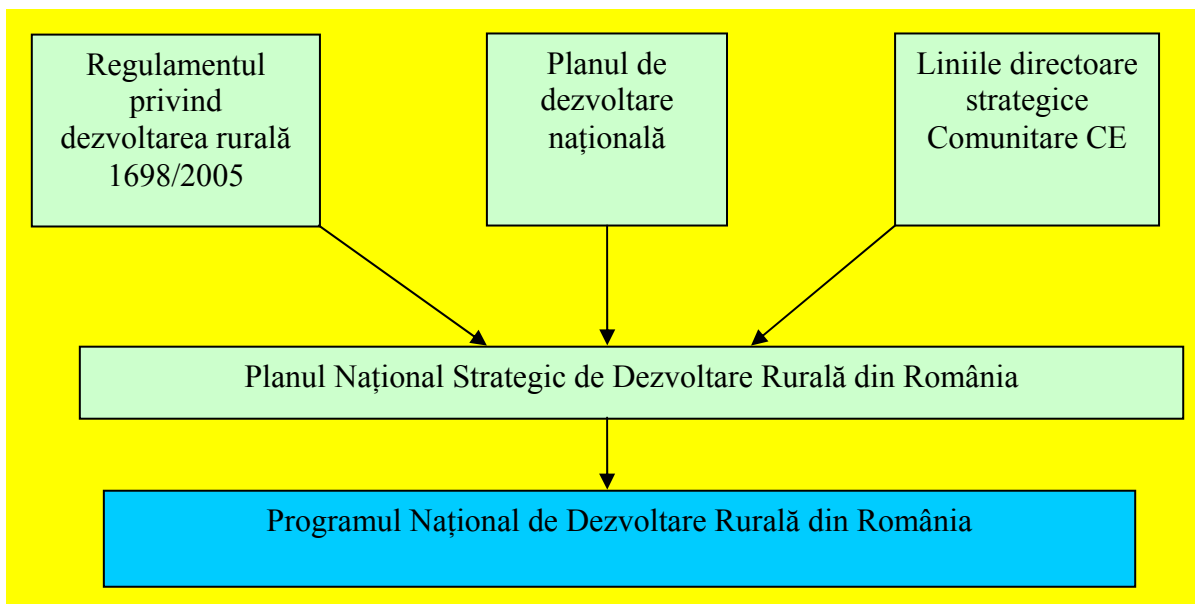 Regulamentul
privind
dezvoltarea rurală
1698/2005
Planul de
dezvoltare
națională
Liniile directoare
strategice
Comunitare CE
Planul Național Strategic de Dezvoltare Rurală din România
Programul Național de Dezvoltare Rurală din România